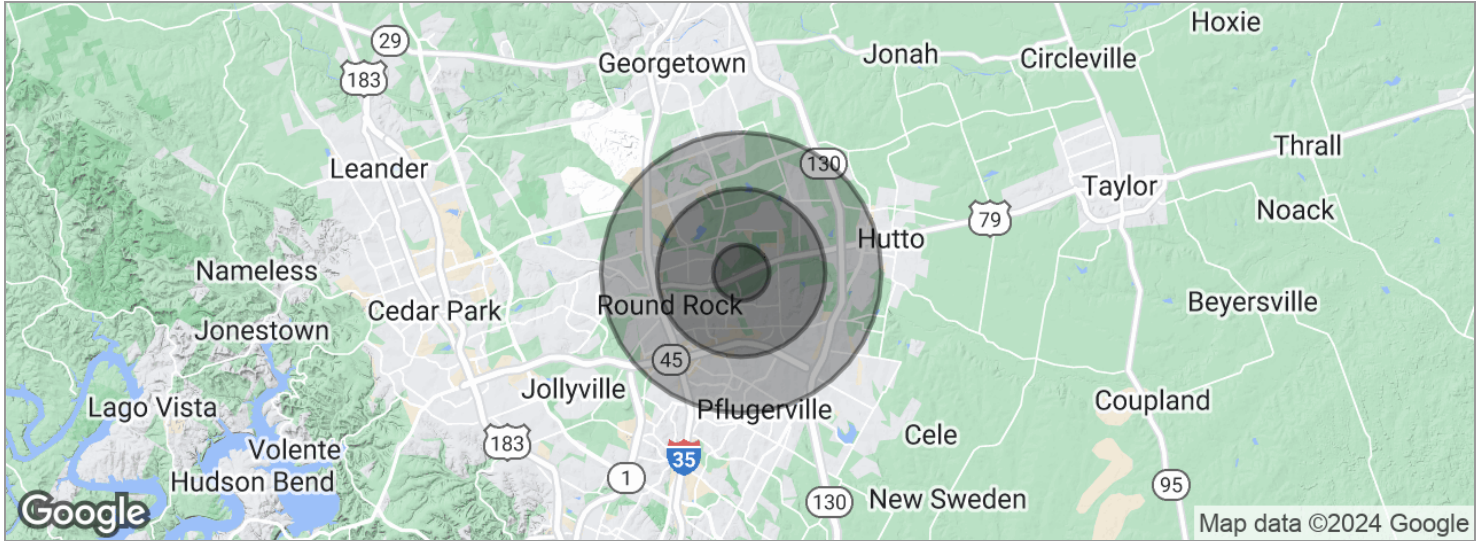 Hoxie
29
Georgetown
Jonah
Circleville
183
Thrall
130
Leander
Taylor
79
Noack
Hutto
Nameless
Cedar Park
Round Rock
Beyersville
Jonestown
45
Jollyville
Lago Vista
Pflugerville
Coupland
Cele
183
Volente
35
1
Hudson Bend
95
130
New Sweden
Google
Map data ©2024 Google